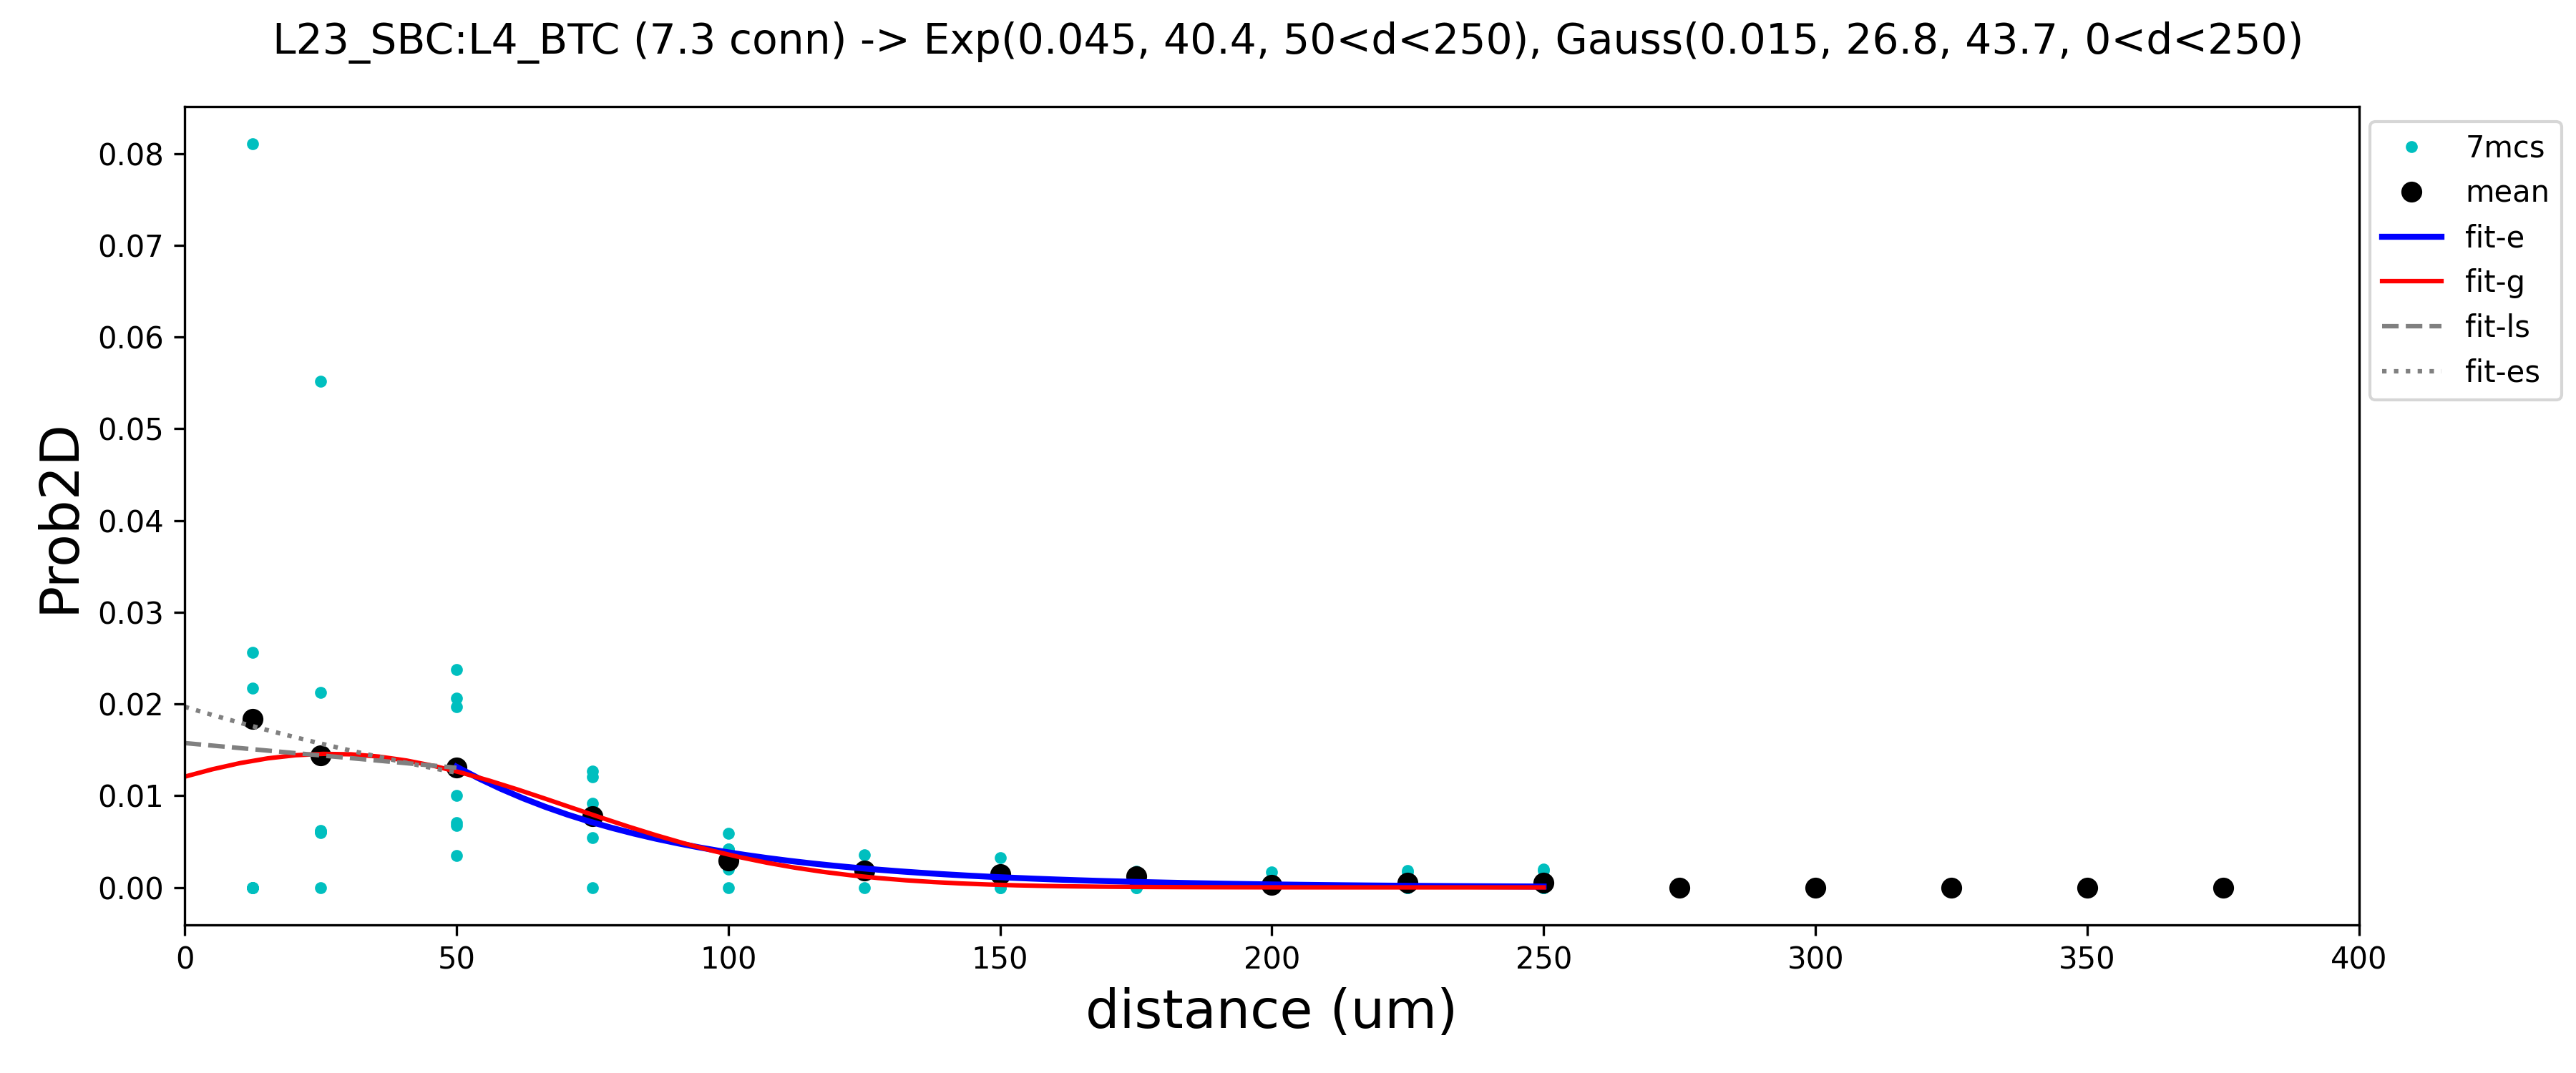 L23_SBC:L4_BTC (7.3 conn) -> Exp(0.045, 40.4, 50<d<250), Gauss(0.015, 26.8, 43.7, 0<d<250)
7mcs
mean
fit-e
fit-g
fit-ls
fit-es
Prob2D
0.08
0.07
0.06
0.05
0.04
0.03
0.02
0.01
0.00
0 50 100 150 200 250 300 350 400
distance (um)